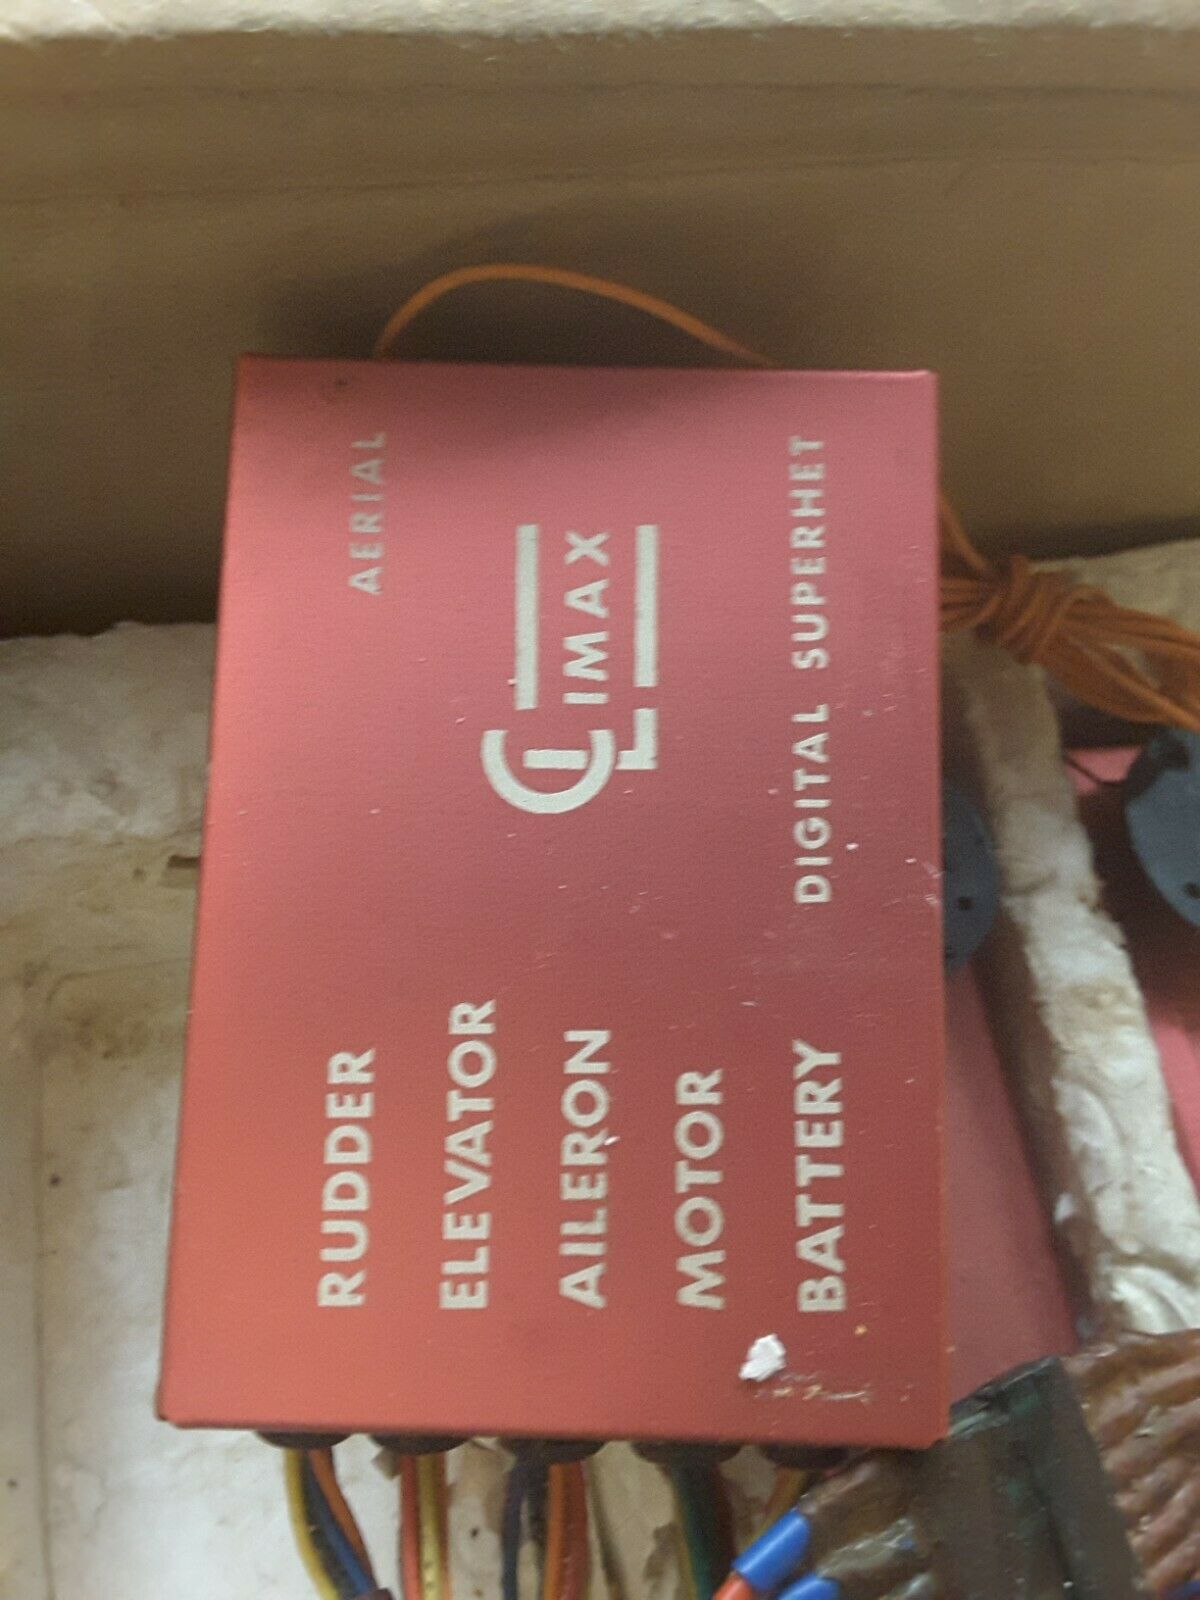 RUDDER
AERIAL
ELEVATOR
CLIMAX
AILERON
MOTOR
BATTERY
DIGITAL SUPERHET